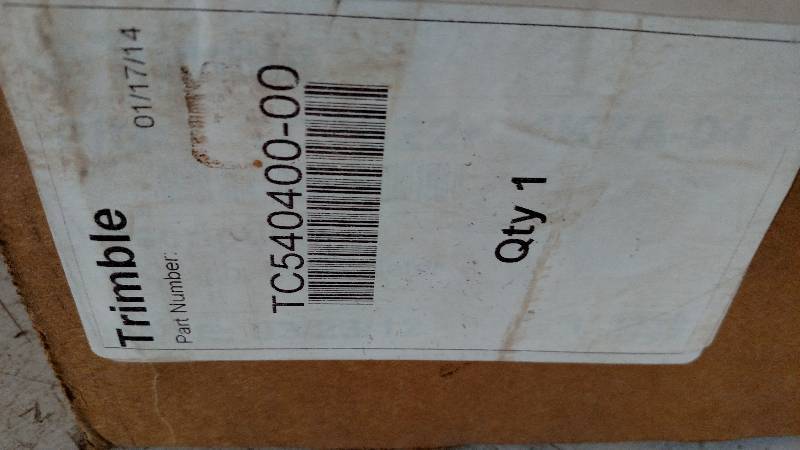 Trimble 01/17/14
Part Number:
TC540400-00
Qty 1